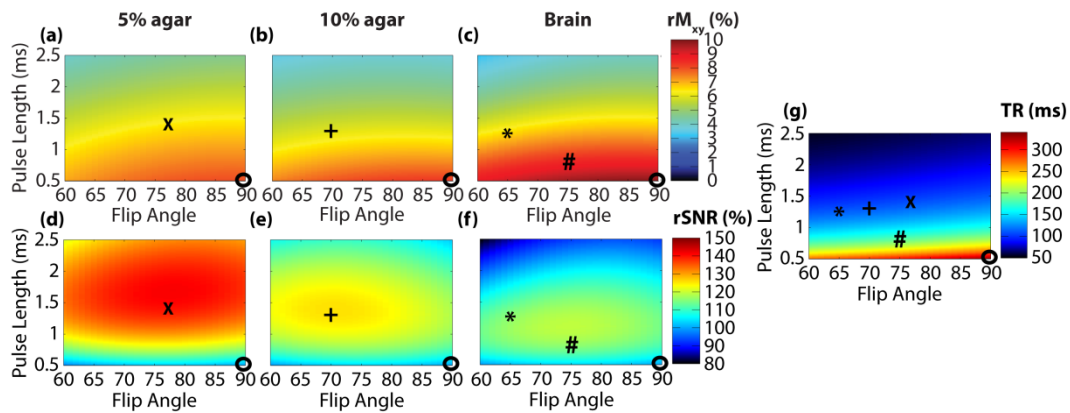 5% agar
10% agar
Brain
rMxy (%)
(a)
(b)
(c)
Pulse Length (ms)
2.5
2
1.5
1
0.5
x
+
*
#
60 65 70 75 80 85 90
60 65 70 75 80 85 90
60 65 70 75 80 85 90
Flip Angle
Flip Angle
Flip Angle
10
9
8
7
6
5
4
3
2
1
0
(d)
(e)
(f)
rSNR (%)
Pulse Length (ms)
2.5
2
1.5
1
0.5
x
+
*
#
60 65 70 75 80 85 90
60 65 70 75 80 85 90
60 65 70 75 80 85 90
Flip Angle
Flip Angle
Flip Angle
150
140
130
120
110
100
90
80
(g)
TR (ms)
Pulse Length (ms)
2.5
2
1.5
1
0.5
*
+
x
#
60 65 70 75 80 85 90
Flip Angle
300
250
200
150
100
50